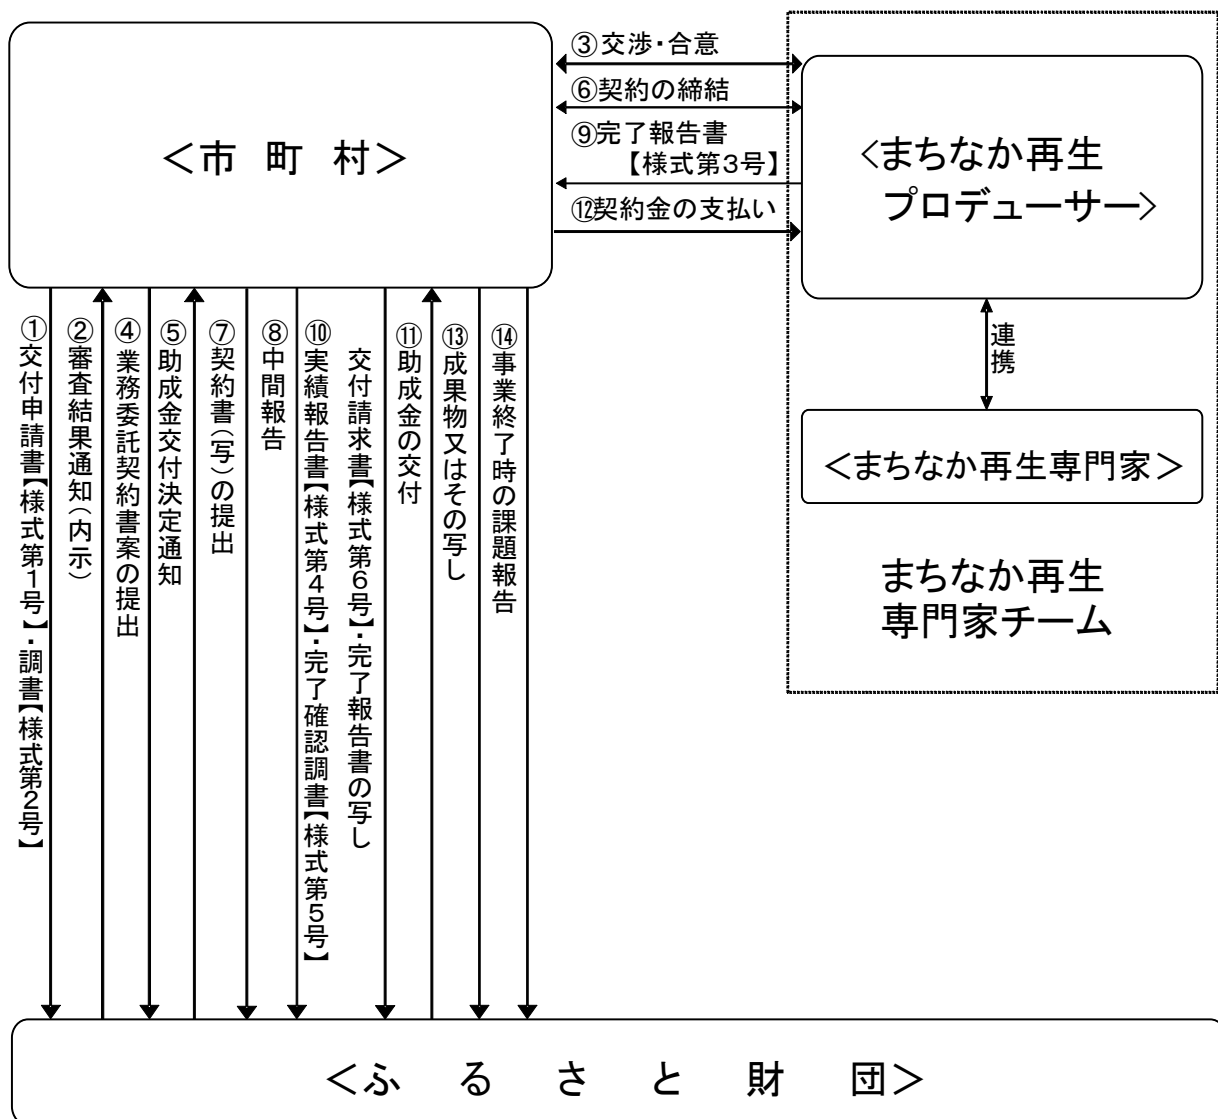 ＜市 町 村＞
③交渉・合意
⑥契約の締結
⑨完了報告書
【様式第3号】
⑫契約金の支払い
＜まちなか再生
プロデューサー＞
連携
＜まちなか再生専門家＞
まちなか再生
専門家チーム
①交付申請書【様式第1号】・調書【様式第2号】
②審査結果通知（内示）
④業務委託契約書案の提出
⑤助成金交付決定通知
⑦契約書（写）の提出
⑧中間報告
⑩実績報告書【様式第4号】・完了確認調書【様式第5号】
交付請求書【様式第6号】・完了報告書の写し
⑪助成金の交付
⑬成果物又はその写し
⑭事業終了時の課題報告
＜ふ る さ と 財 団＞